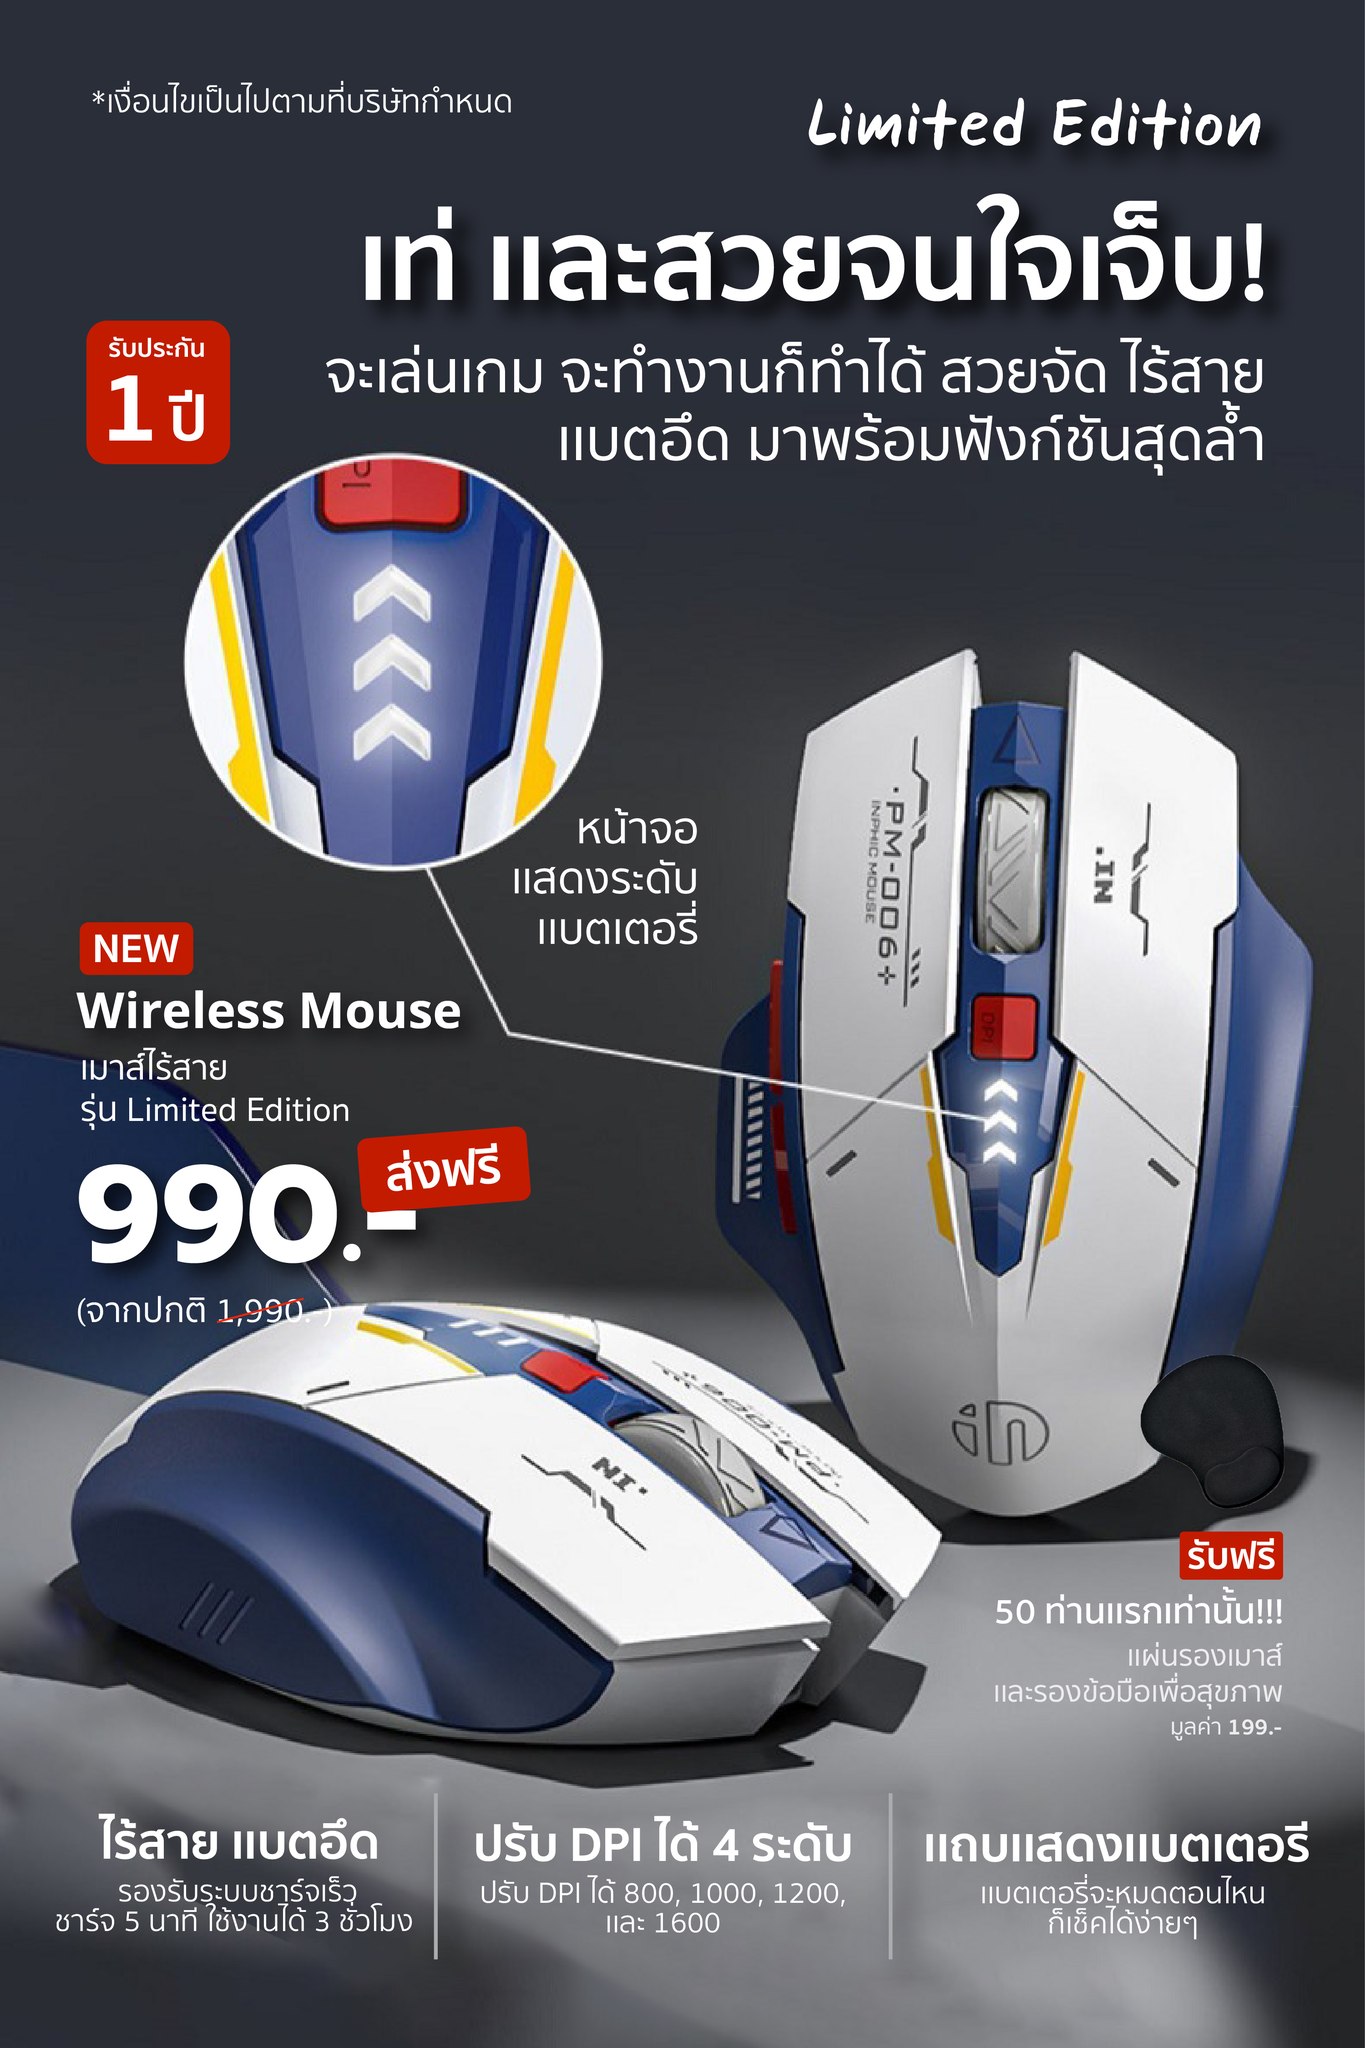 *เงื่อนไขเป็นไปตามที่บริษัทกำหนด
Limited Edition
เท่ และสวยจนใจเจ็บ!
รับประกัน
1 ปี
จะเล่นเกม จะทำงานก็ทำได้ สวยจัด ไร้สาย
แบตอึด มาพร้อมฟังก์ชันสุดล้ำ
หน้าจอ
แสดงระดับ
แบตเตอรี่
.PM-006+
INPHIC MOUSE
.IN
DPI
in
NEW
Wireless Mouse
เมาส์ไร้สาย
รุ่น Limited Edition
990.-
ส่งฟรี
(จากปกติ 1,990.-)
.IN
.PM-006+
รับฟรี
50 ท่านแรกเท่านั้น!!!
แผ่นรองเมาส์
และรองข้อมือเพื่อสุขภาพ
มูลค่า 199.-
ไร้สาย แบตอึด
รองรับระบบชาร์จเร็ว
ชาร์จ 5 นาที ใช้งานได้ 3 ชั่วโมง
ปรับ DPI ได้ 4 ระดับ
ปรับ DPI ได้ 800, 1000, 1200,
และ 1600
แถบแสดงแบตเตอรี่
แบตเตอรี่จะหมดตอนไหน
ก็เช็คได้ง่ายๆ